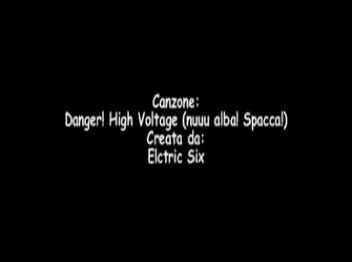 Canzone:
Danger! High Voltage (nuuu alba! Spacca!)
Creata da:
Elctric Six